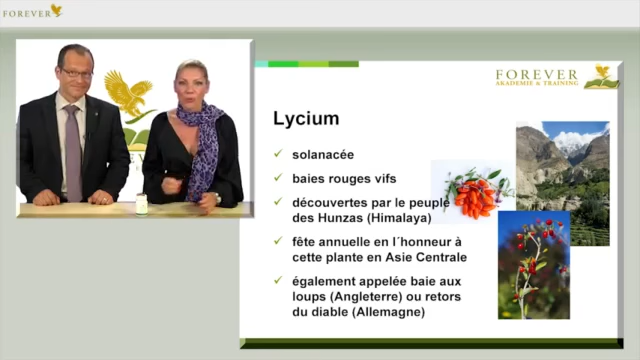 FOREVER
FOREVER
AKADEMIE & TRAINING
Lycium
solanacée
baies rouges vifs
découvertes par le peuple
des Hunzas (Himalaya)
fête annuelle en l´honneur à
cette plante en Asie Centrale
également appelée baie aux
loups (Angleterre) ou retors
du diable (Allemagne)